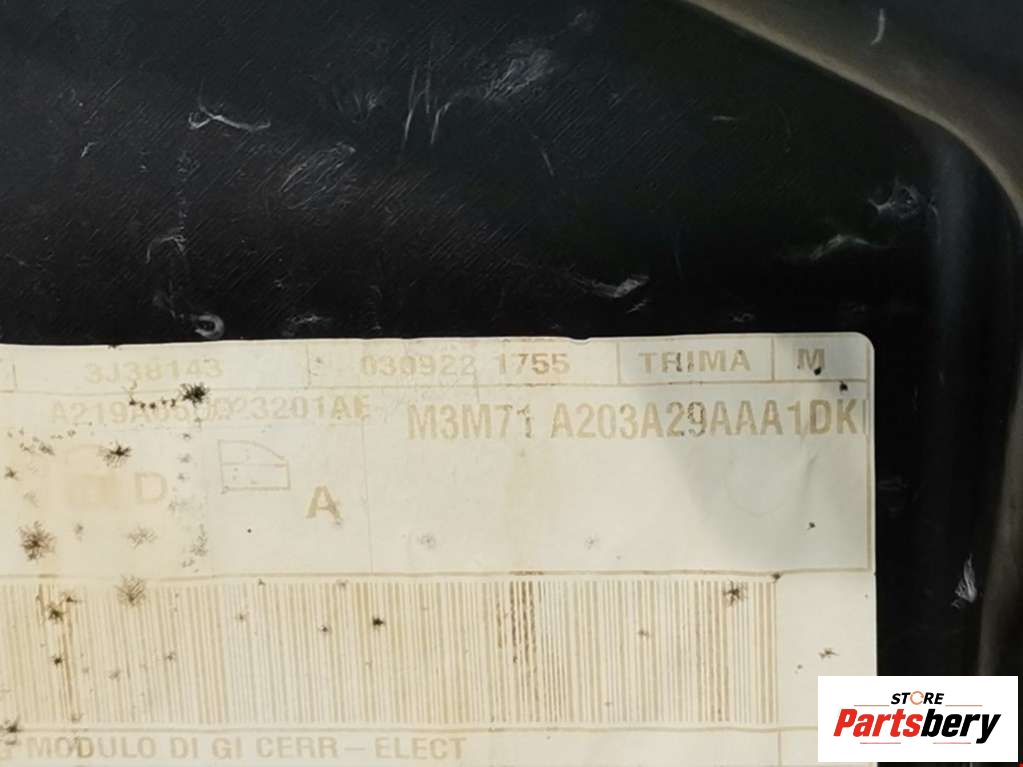 3J38143 030922 1755 TRIMA M
M3M71 A203A29AAA1DK
D A
MODULO DI GI CERR-ELECT
STORE
Partsbery